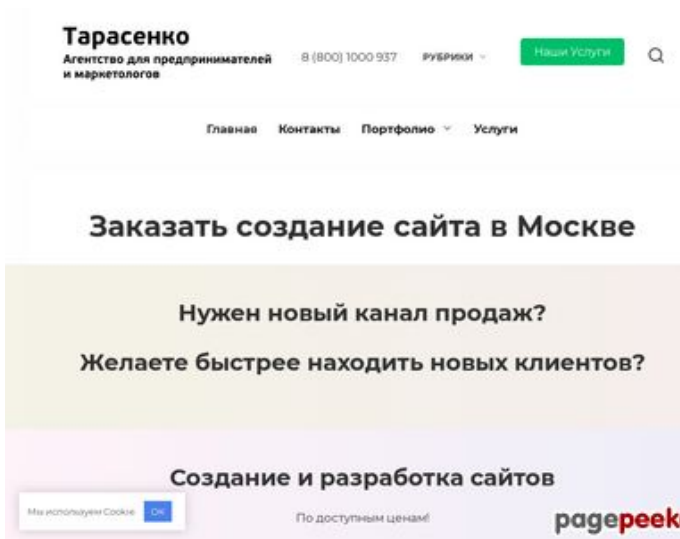 Тарасенко
Агентство для предпринимателей
и маркетологов
8 (800) 1000 937
РУБРИКИ
Наши Услуги
Главная Контакты Портфолио Услуги
Заказать создание сайта в Москве
Нужен новый канал продаж?
Желаете быстрее находить новых клиентов?
Создание и разработка сайтов
По доступным ценам!
Мы используем Cookie
OK
pagepeek